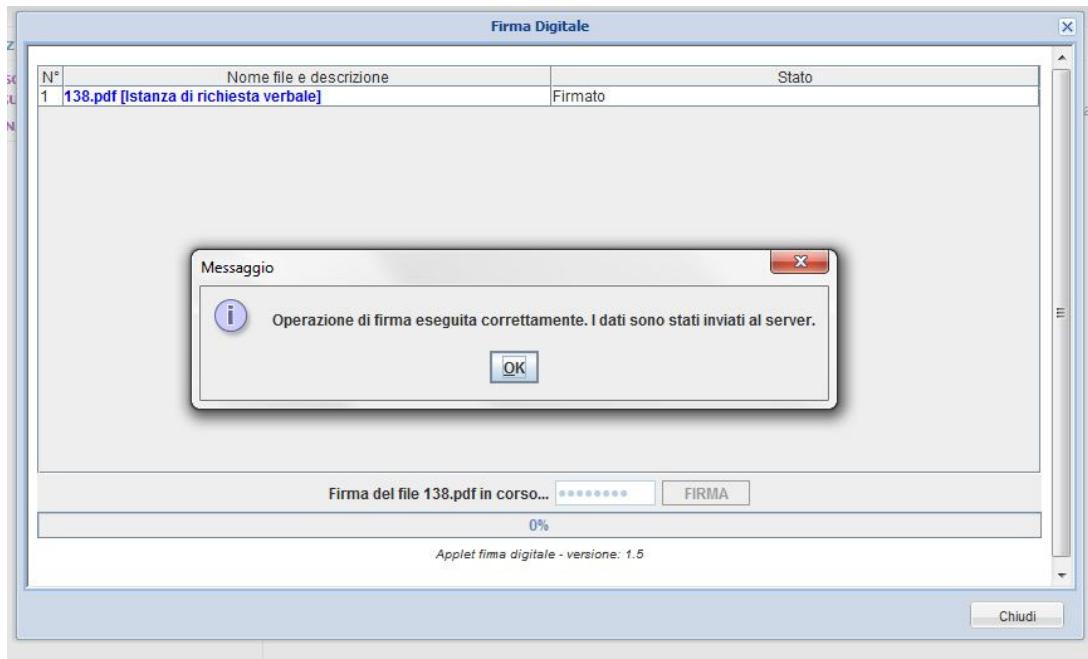 Firma Digitale
N° Nome file e descrizione Stato
1 138.pdf [Istanza di richiesta verbale] Firmato
Messaggio
Operazione di firma eseguita correttamente. I dati sono stati inviati al server.
OK
Firma del file 138.pdf in corso... FIRMA
0%
Applet firma digitale - versione: 1.5
Chiudi